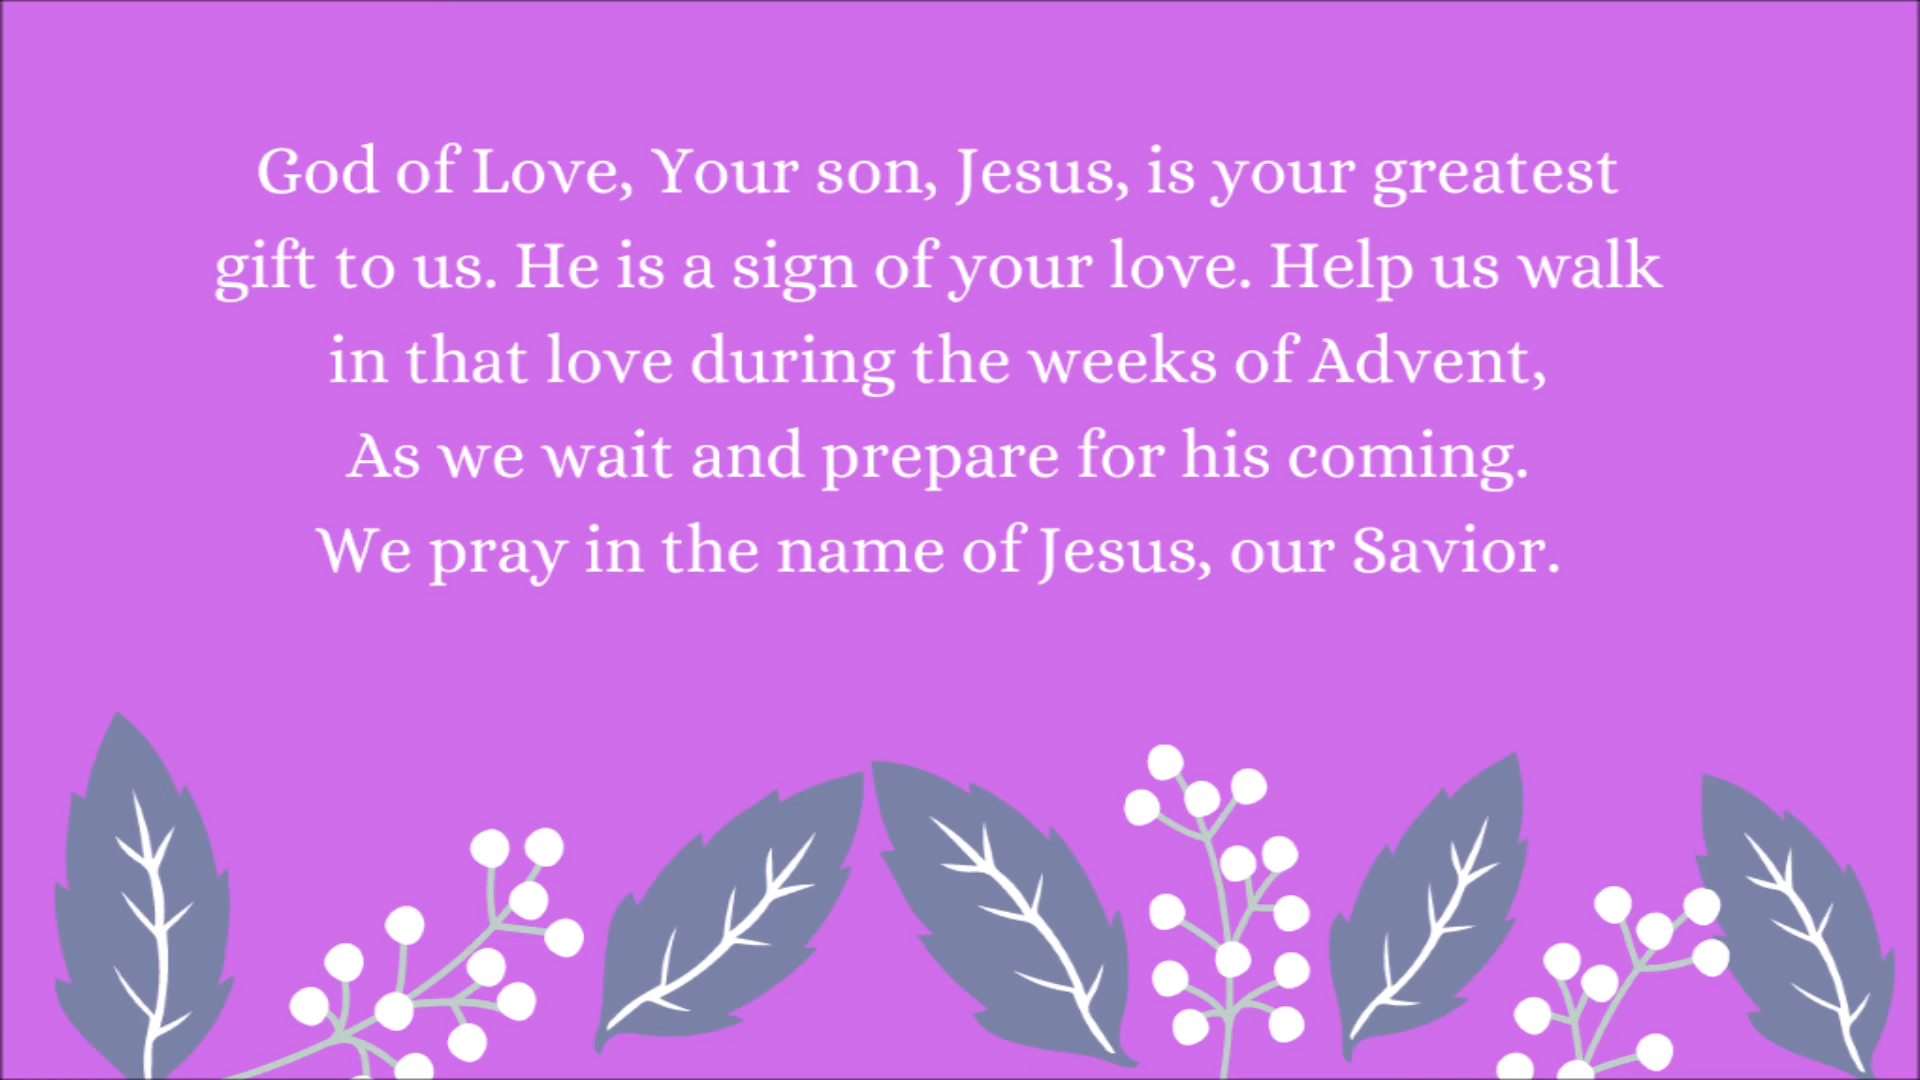 God of Love, Your son, Jesus, is your greatest
gift to us. He is a sign of your love. Help us walk
in that love during the weeks of Advent,
As we wait and prepare for his coming.
We pray in the name of Jesus, our Savior.